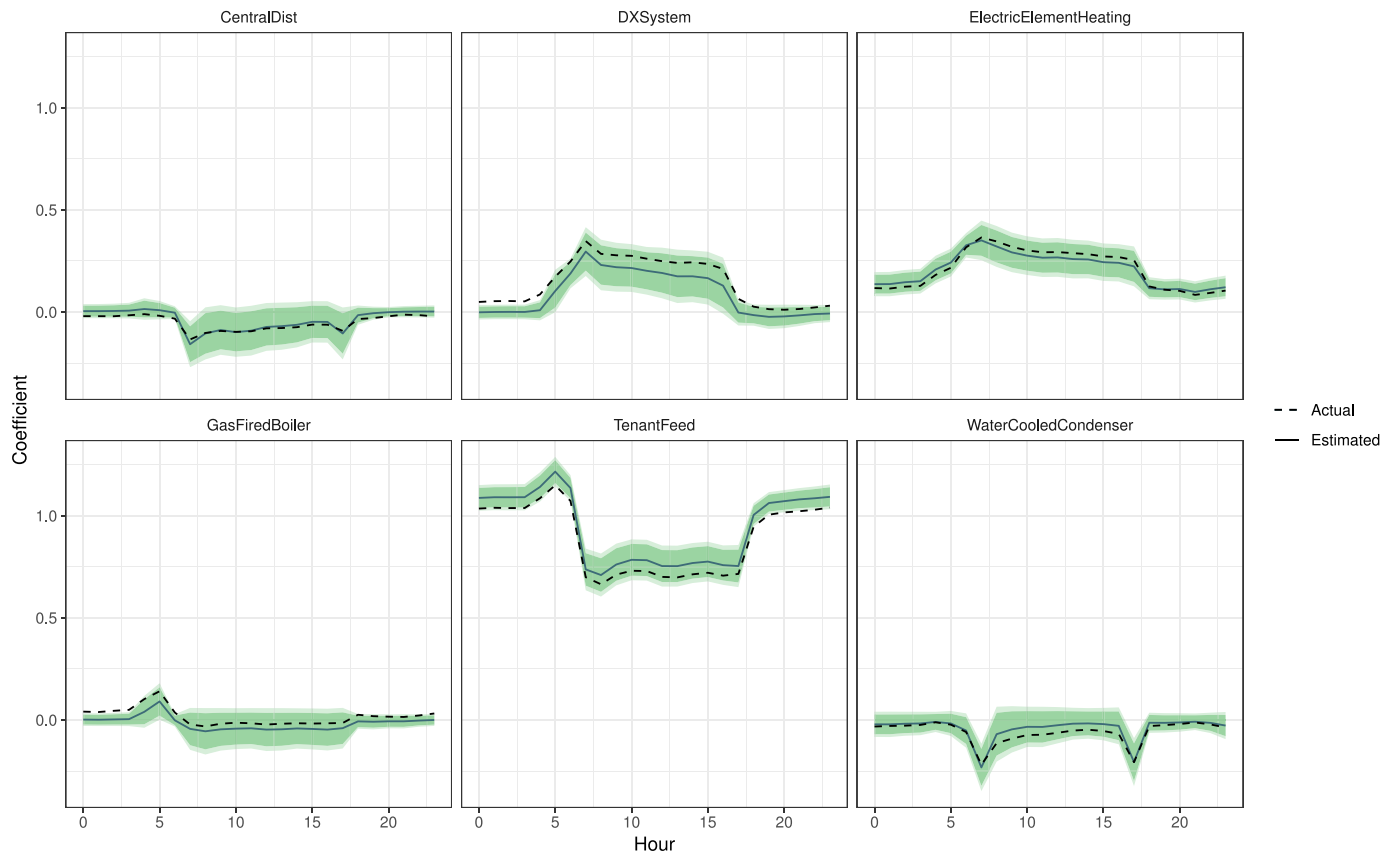 CentralDist DXSystem ElectricElementHeating
1.0
0.5
0.0
GasFiredBoiler TenantFeed WaterCooledCondenser
1.0
0.5
0.0
Coefficient
Actual
Estimated
0 5 10 15 20 0 5 10 15 20 0 5 10 15 20
Hour